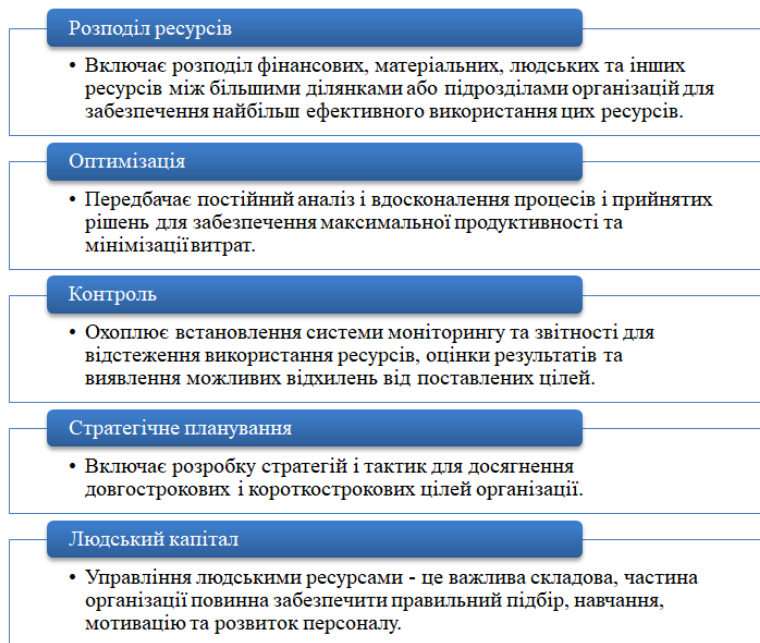 Розподіл ресурсів
• Включає розподіл фінансових, матеріальних, людських та інших
ресурсів між більшими ділянками або підрозділами організацій для
забезпечення найбільш ефективного використання цих ресурсів.
Оптимізація
• Передбачає постійний аналіз і вдосконалення процесів і прийнятих
рішень для забезпечення максимальної продуктивності та
мінімізації витрат.
Контроль
• Охоплює встановлення системи моніторингу та звітності для
відстеження використання ресурсів, оцінки результатів та
виявлення можливих відхилень від поставлених цілей.
Стратегічне планування
• Включає розробку стратегій і тактик для досягнення
довгострокових і короткострокових цілей організації.
Людський капітал
• Управління людськими ресурсами - це важлива складова, частина
організації повинна забезпечити правильний підбір, навчання,
мотивацію та розвиток персоналу.